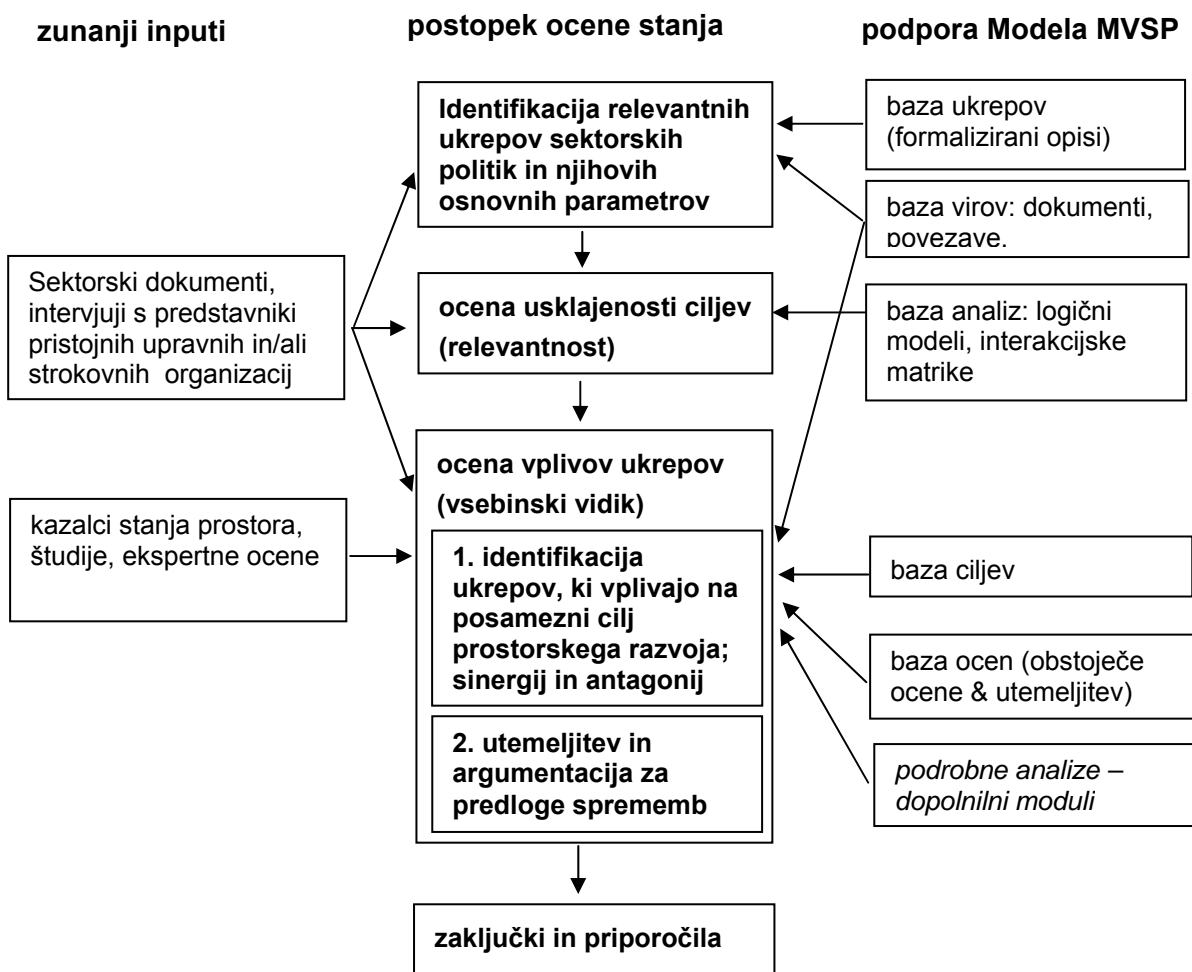 zunanji inputi
postopek ocene stanja
podpora Modela MVSP
Identifikacija relevantnih
ukrepov sektorskih
politik in njihovih
osnovnih parametrov
baza ukrepov
(formalizirani opisi)
baza virov: dokumenti,
povezave.
Sektorski dokumenti,
intervjuji s predstavniki
pristojnih upravnih in/ali
strokovnih organizacij
ocena usklajenosti ciljev
(relevantnost)
baza analiz: logični
modeli, interakcijske
matrike
ocena vplivov ukrepov
(vsebinski vidik)
kazalci stanja prostora,
študije, ekspertne ocene
1. identifikacija
ukrepov, ki vplivajo na
posamezni cilj
prostorskega razvoja;
sinergij in antagonij
baza ciljev
baza ocen (obstoječe
ocene & utemeljitev)
2. utemeljitev in
argumentacija za
predloge sprememb
podrobne analize –
dopolnilni moduli
zaključki in priporočila